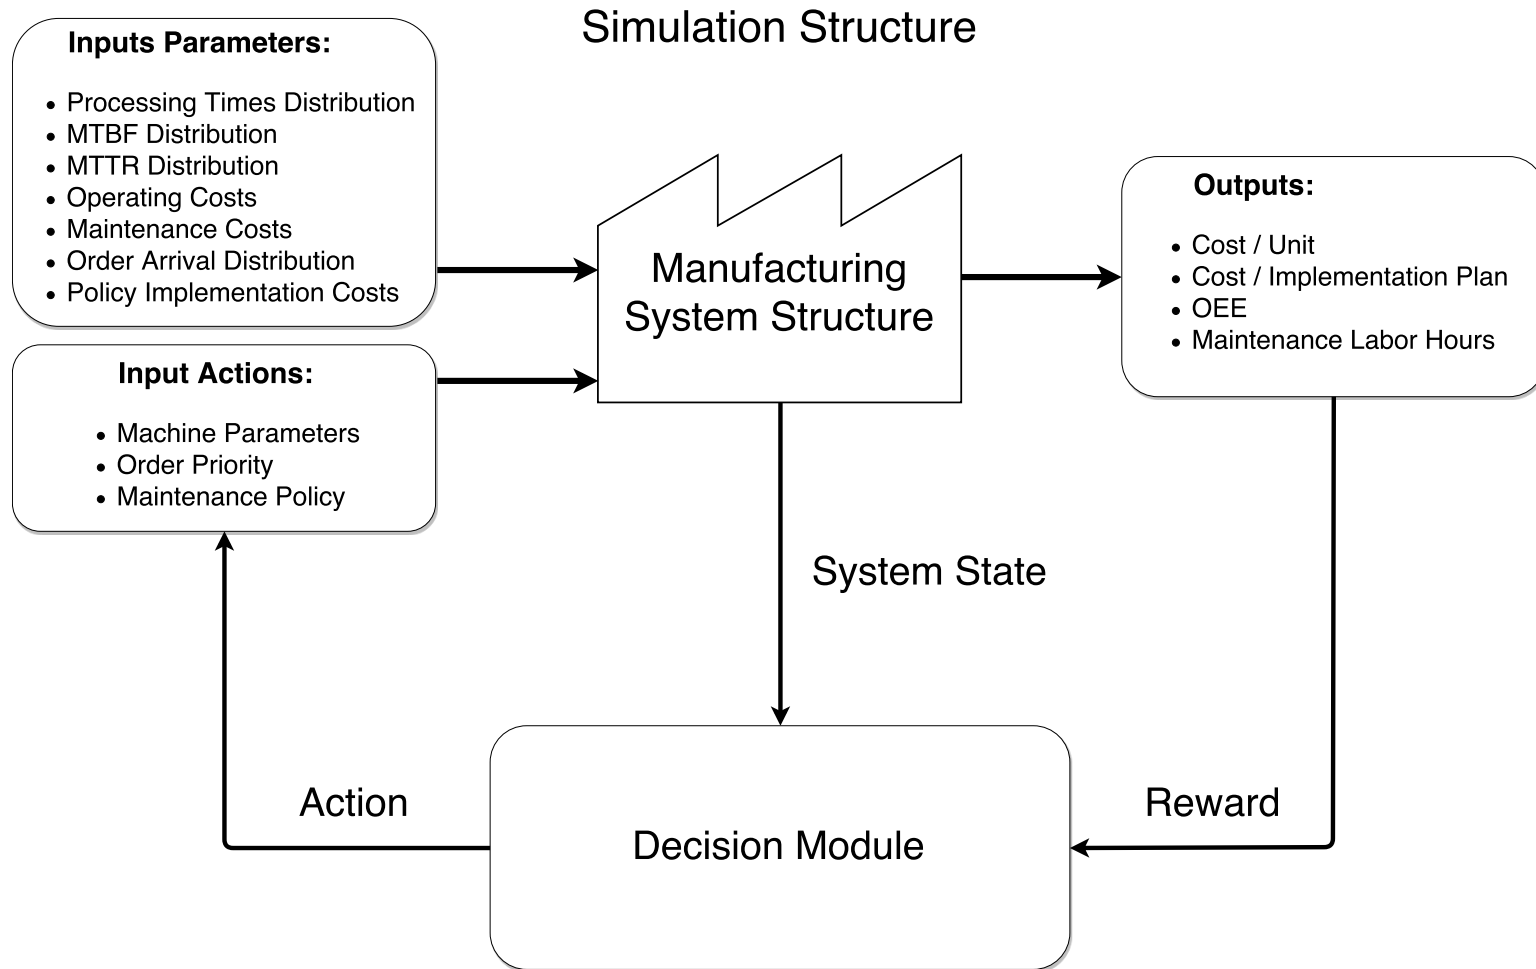 Simulation Structure
Inputs Parameters:
• Processing Times Distribution
• MTBF Distribution
• MTTR Distribution
• Operating Costs
• Maintenance Costs
• Order Arrival Distribution
• Policy Implementation Costs
Input Actions:
• Machine Parameters
• Order Priority
• Maintenance Policy
Manufacturing
System Structure
Outputs:
• Cost / Unit
• Cost / Implementation Plan
• OEE
• Maintenance Labor Hours
System State
Action
Decision Module
Reward